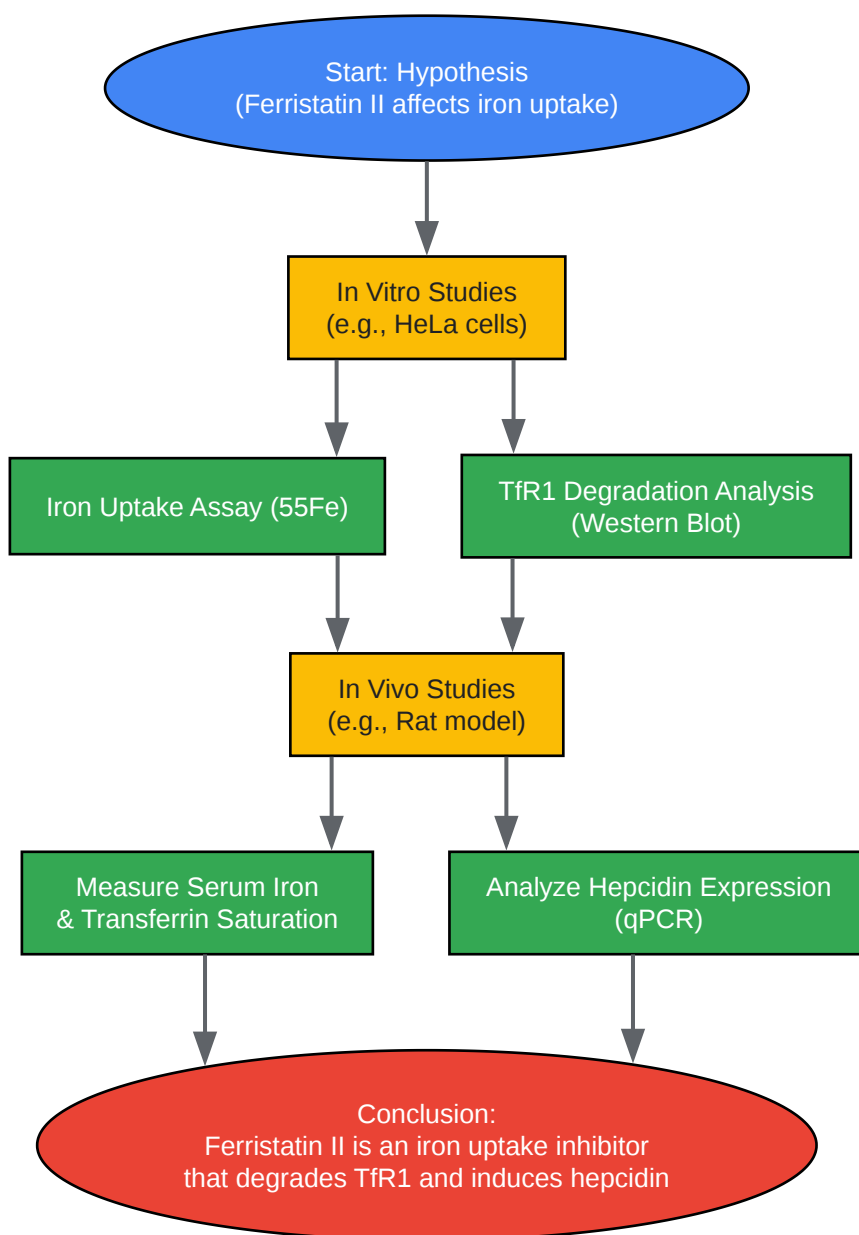 Start: Hypothesis
(Ferristatin II affects iron uptake)
In Vitro Studies
(e.g., HeLa cells)
Iron Uptake Assay (55Fe)
TfR1 Degradation Analysis
(Western Blot)
In Vivo Studies
(e.g., Rat model)
Measure Serum Iron
& Transferrin Saturation
Analyze Hepcidin Expression
(qPCR)
Conclusion:
Ferristatin II is an iron uptake inhibitor
that degrades TfR1 and induces hepcidin